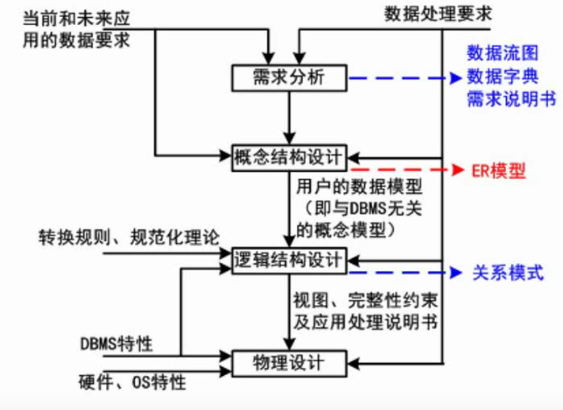 当前和未来应
用的数据要求
数据处理要求
需求分析
数据流图
数据字典
需求说明书
概念结构设计
ER模型
用户的数据模型
（即与DBMS无关
的概念模型）
转换规则、规范化理论
逻辑结构设计
关系模式
视图、完整性约束
及应用处理说明书
DBMS特性
物理设计
硬件、OS特性